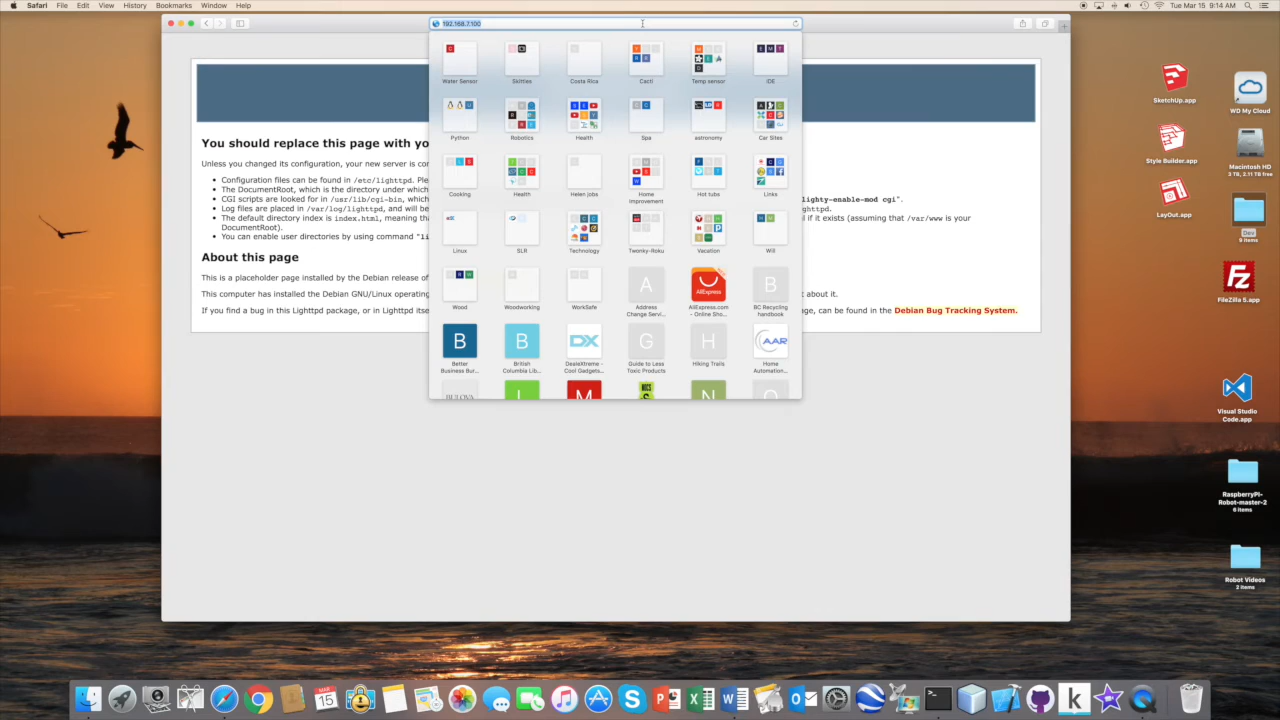 Safari File Edit View History Bookmarks Window Help
Tue Mar 15 9:14 AM
192.168.7.100
Water Sensor Skittles Costa Rica Cacti Temp sensor iDE
Python Robotics Health Spa astronomy Car Sites
Cooking Health Helen jobs Home Improvement Hot tubs Links
Linux SLR Technology Twonky-Roku Vacation Will
Wood Woodworking WorkSafe Address Change Servi... AliExpress.com - Online Sho... BC Recycling handbook
Better Business Bur... British Columbia Lib... DealeXtreme - Cool Gadgets... Guide to Less Toxic Products Hiking Trails Home Automation...
You should replace this page with yo
Unless you changed its configuration, your new server is con
Configuration files can be found in /etc/lighttpd. Ple
The DocumentRoot, which is the directory under which
CGI scripts are looked for in /usr/lib/cgi-bin, which
lighty-enable-mod cgi".
Log files are placed in /var/log/lighttpd, and will be
The default directory index is index.html, meaning tha
if it exists (assuming that /var/www is your
DocumentRoot).
You can enable user directories by using command "li
About this page
This is a placeholder page installed by the Debian release of
This computer has installed the Debian GNU/Linux operating
t about it.
If you find a bug in this Lighttpd package, or in Lighttpd itse
ge, can be found in the Debian Bug Tracking System.
SketchUp.app
WD My Cloud
Style Builder.app
Macintosh HD
3 TB, 2.11 TB free
LayOut.app
Dev
9 items
FileZilla 5.app
Visual Studio
Code.app
RaspberryPi-
Robot-master-2
6 items
Robot Videos
2 items